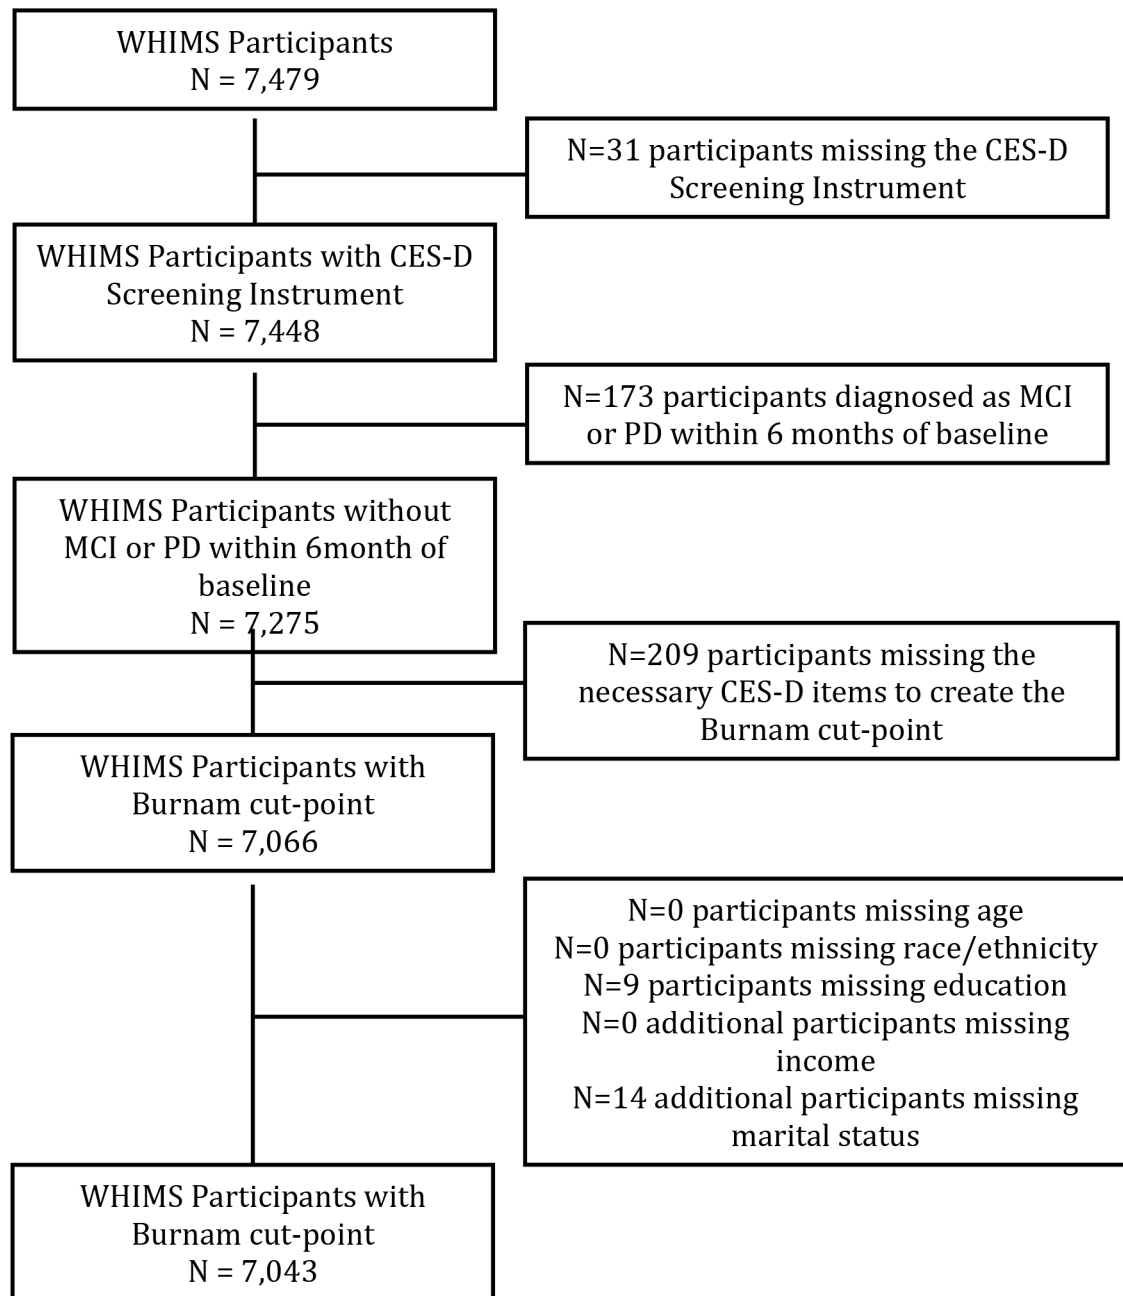 WHIMS Participants
N = 7,479
N=31 participants missing the CES-D
Screening Instrument
WHIMS Participants with CES-D
Screening Instrument
N = 7,448
N=173 participants diagnosed as MCI
or PD within 6 months of baseline
WHIMS Participants without
MCI or PD within 6month of
baseline
N = 7,275
N=209 participants missing the
necessary CES-D items to create the
Burnam cut-point
WHIMS Participants with
Burnam cut-point
N = 7,066
N=0 participants missing age
N=0 participants missing race/ethnicity
N=9 participants missing education
N=0 additional participants missing
income
N=14 additional participants missing
marital status
WHIMS Participants with
Burnam cut-point
N = 7,043